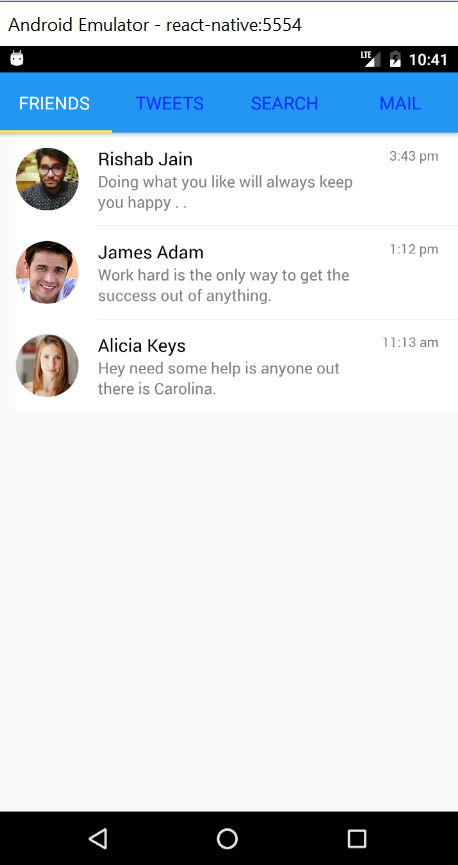 Android Emulator - react-native:5554
LTE 10:41
FRIENDS TWEETS SEARCH MAIL
Rishab Jain 3:43 pm
Doing what you like will always keep
you happy . .
James Adam 1:12 pm
Work hard is the only way to get the
success out of anything.
Alicia Keys 11:13 am
Hey need some help is anyone out
there is Carolina.